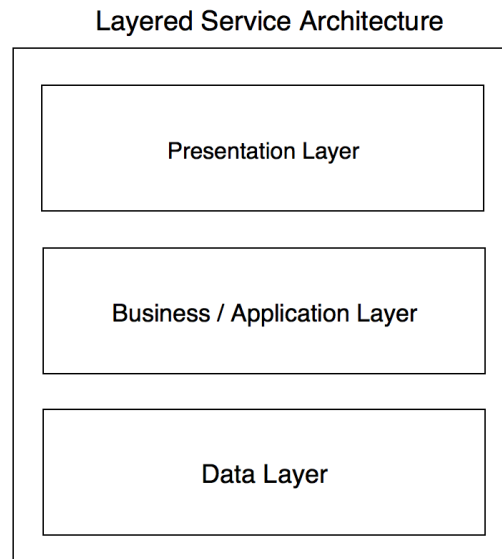 Layered Service Architecture
Presentation Layer
Business / Application Layer
Data Layer